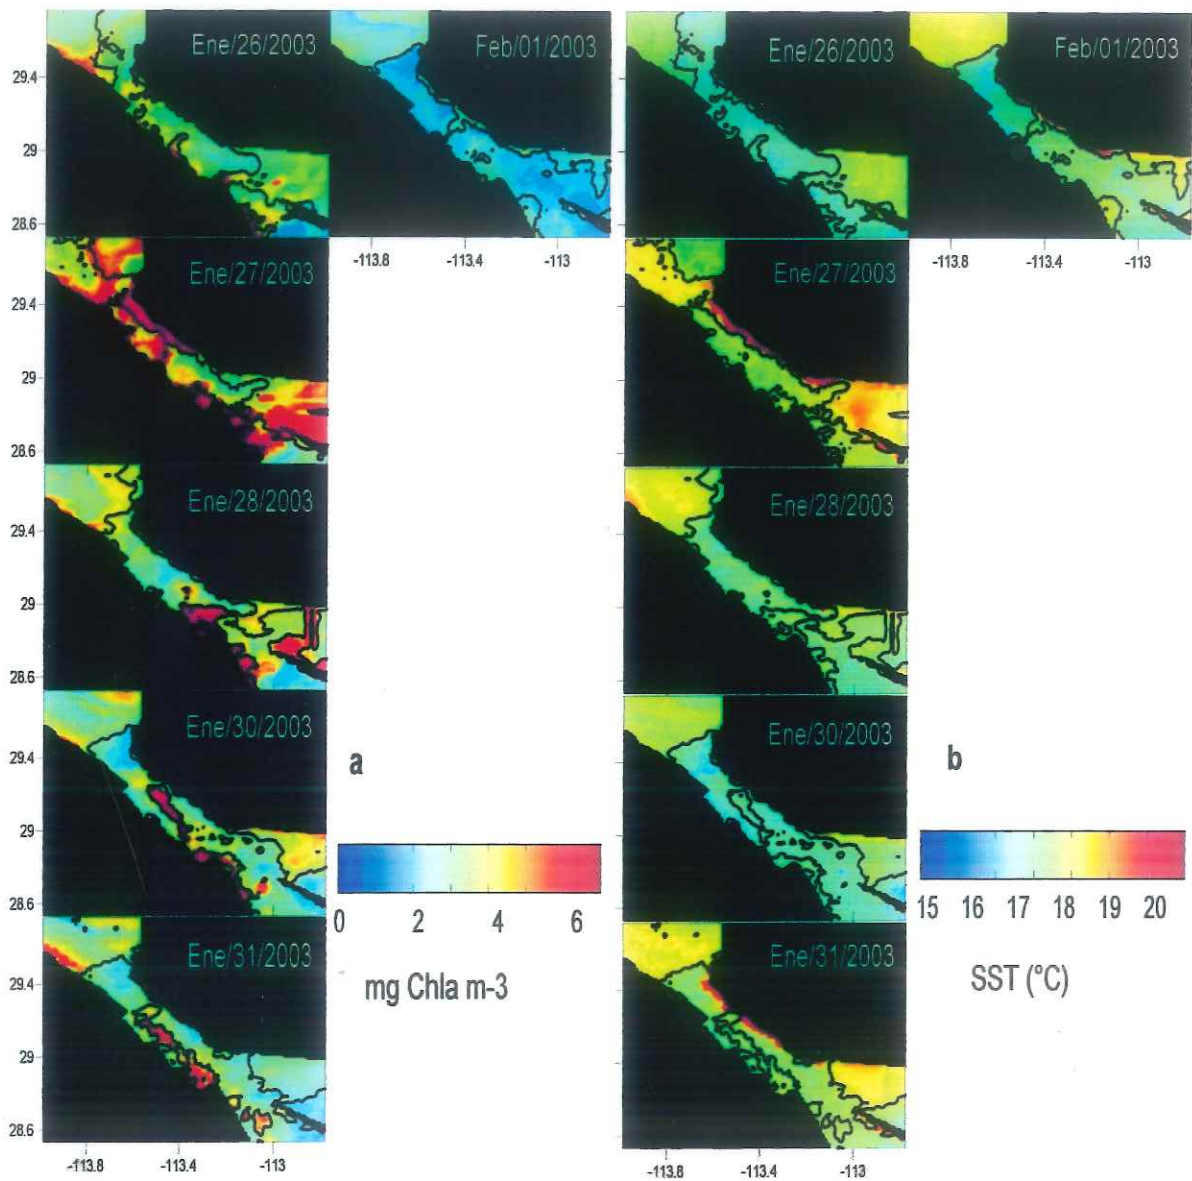 Ene/26/2003 Feb/01/2003 Ene/26/2003 Feb/01/2003
29.4
29
28.6
-113.8 -113.4 -113 -113.8 -113.4 -113
Ene/27/2003 Ene/27/2003
29.4
29
28.6
Ene/28/2003 Ene/28/2003
29.4
29
28.6
Ene/30/2003 Ene/30/2003
29.4
a b
29
28.6
0 2 4 6 15 16 17 18 19 20
Ene/31/2003 Ene/31/2003
mg Chla m-3 SST (°C)
29.4
29
28.6
-113.8 -113.4 -113 -113.8 -113.4 -113